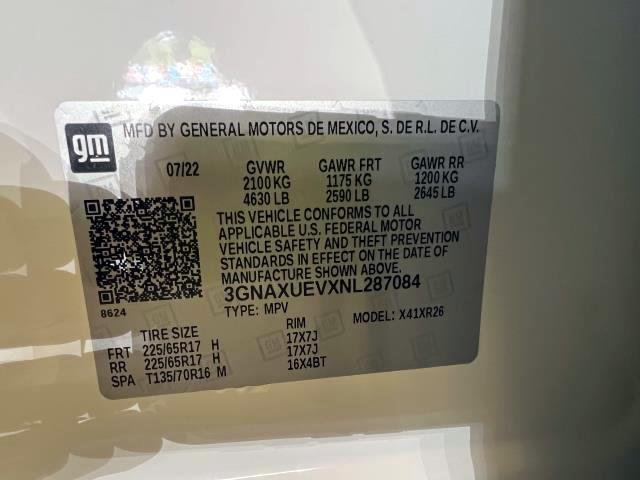 gm
MFD BY GENERAL MOTORS DE MEXICO, S. DE R.L. DE C.V.
07/22 GVWR GAWR FRT GAWR RR
2100 KG 1175 KG 1200 KG
4630 LB 2590 LB 2645 LB
THIS VEHICLE CONFORMS TO ALL
APPLICABLE U.S. FEDERAL MOTOR
VEHICLE SAFETY AND THEFT PREVENTION
STANDARDS IN EFFECT ON THE DATE OF
MANUFACTURE SHOWN ABOVE.
3GNAXUEVXNL287084
8624 TYPE: MPV MODEL: X41XR26
TIRE SIZE RIM
FRT 225/65R17 H 17X7J
RR 225/65R17 H 17X7J
SPA T135/70R16 M 16X4BT